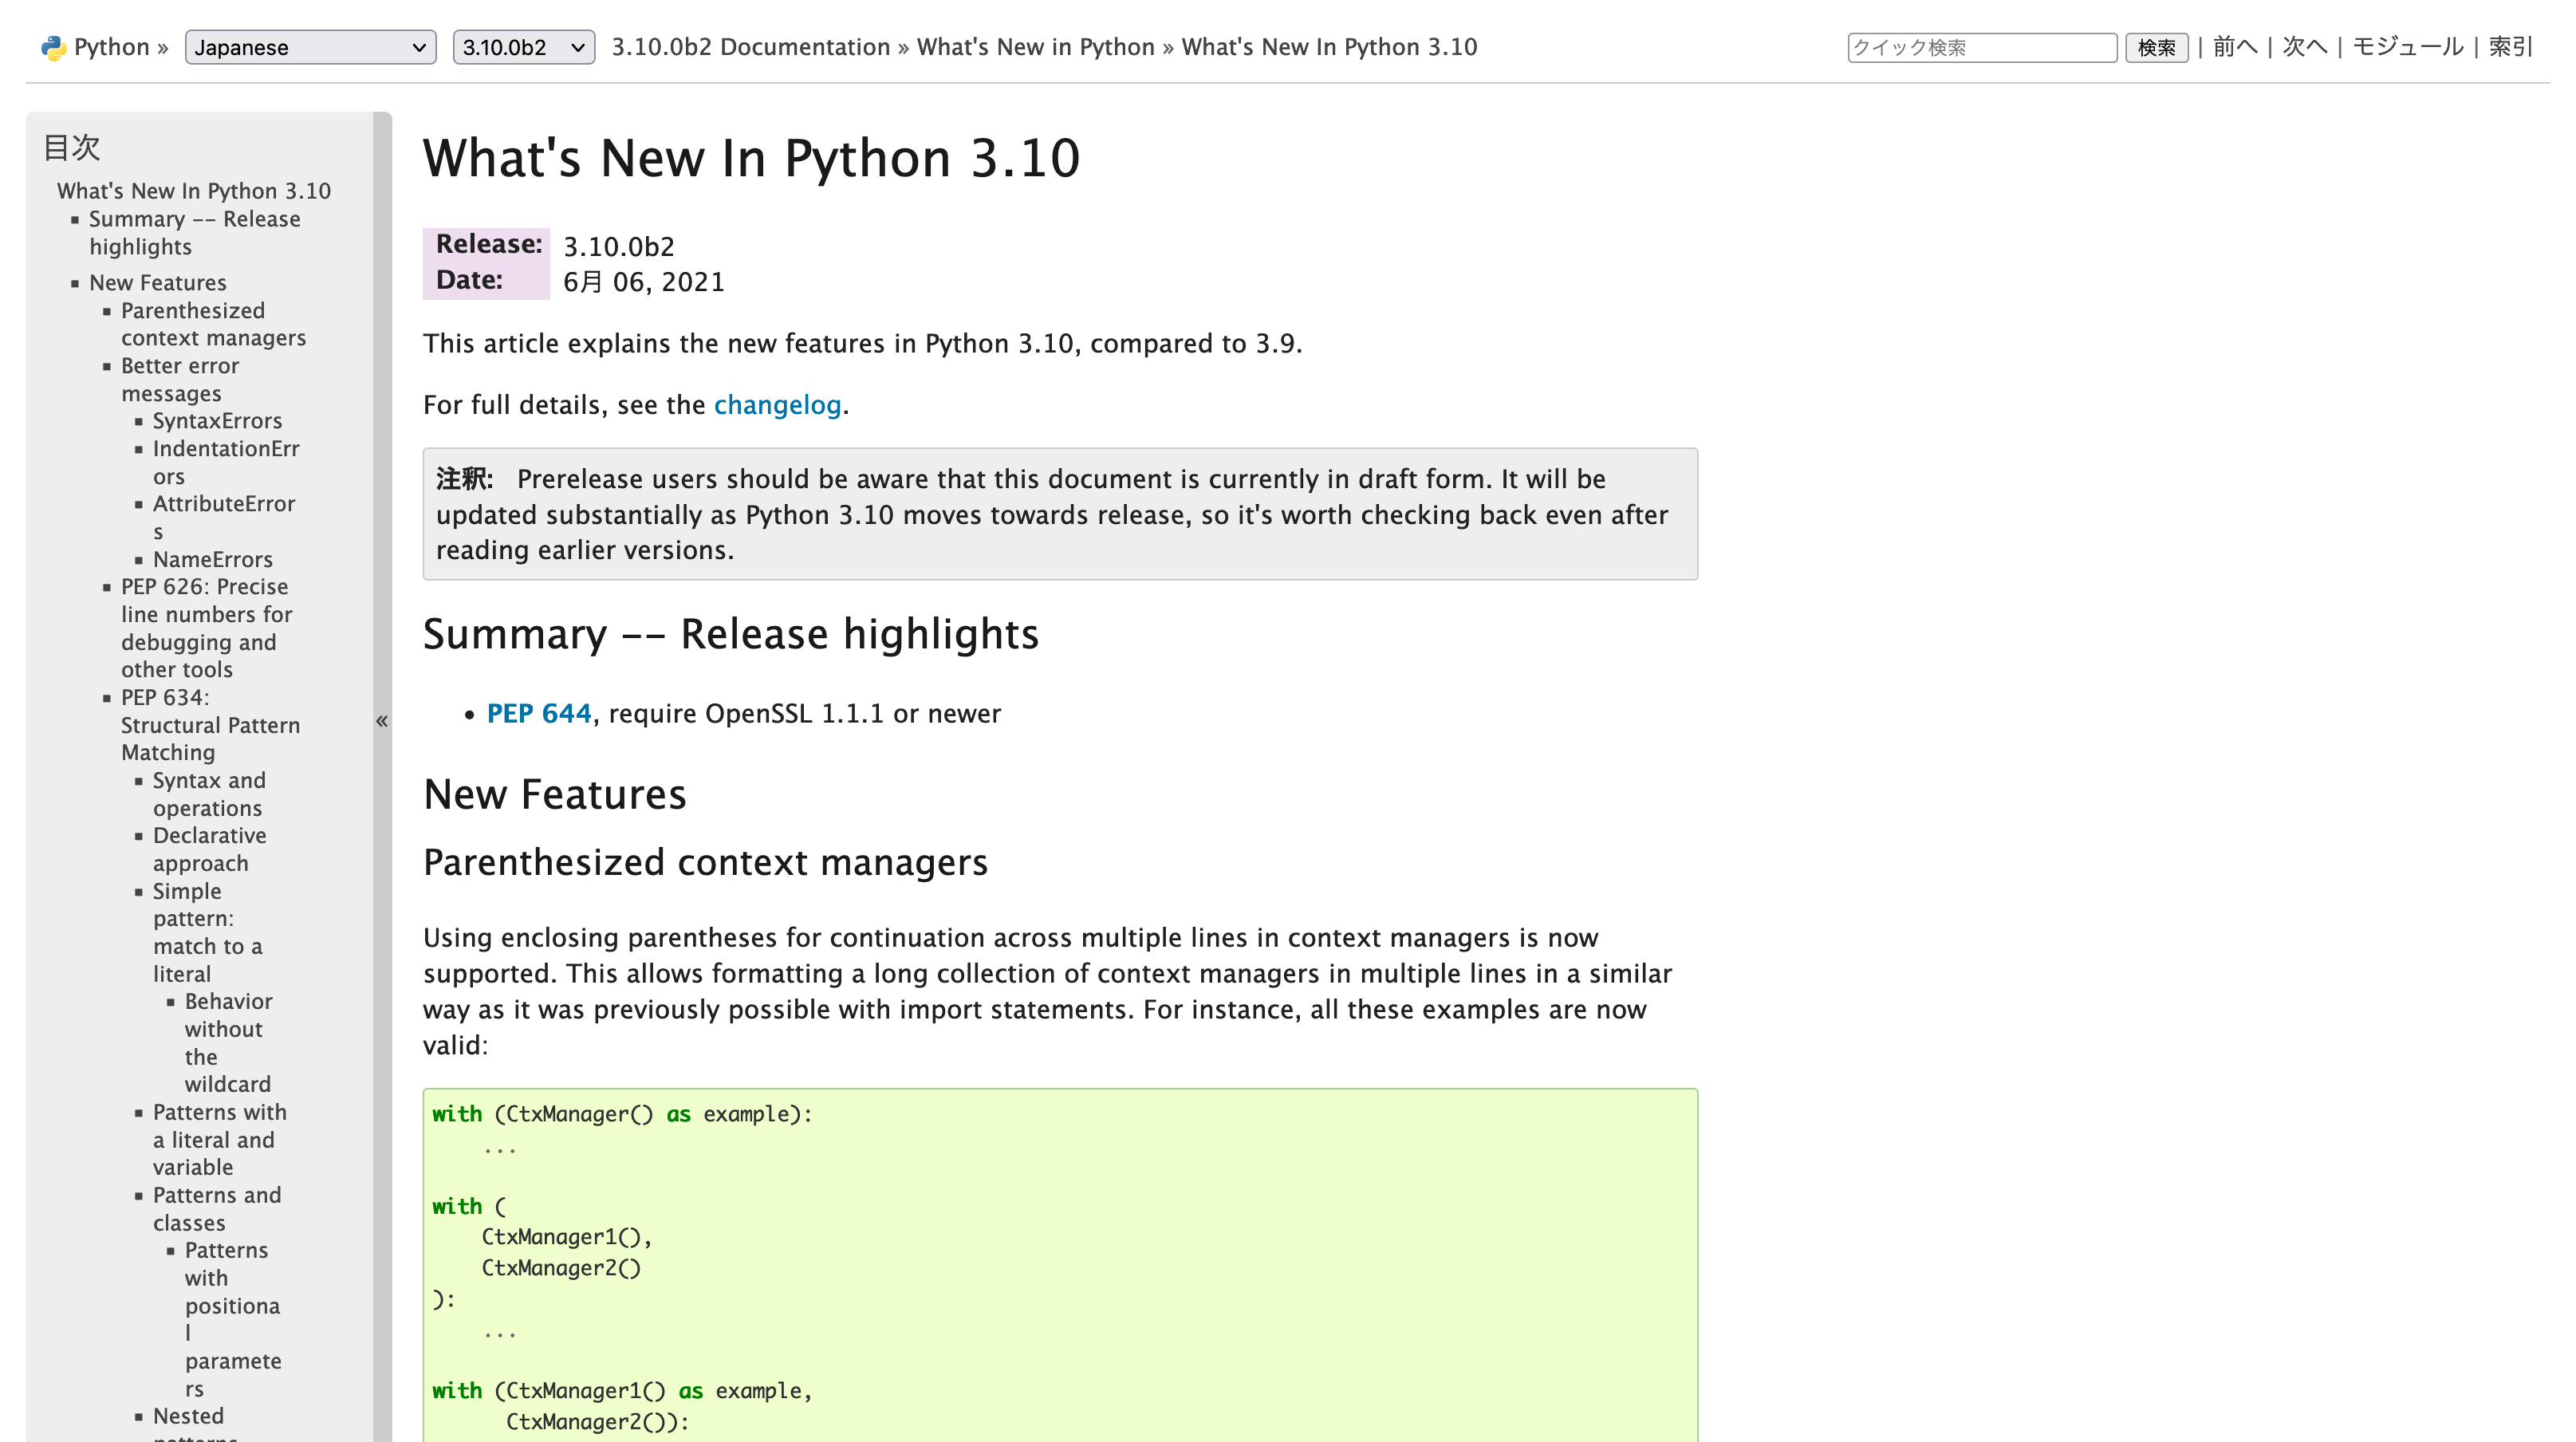 Python » Japanese 3.10.0b2 3.10.0b2 Documentation » What's New in Python » What's New In Python 3.10 クイック検索 検索 | 前へ | 次へ | モジュール | 索引
目次
What's New In Python 3.10
Summary -- Release
highlights
New Features
Parenthesized
context managers
Better error
messages
SyntaxErrors
IndentationErr
ors
AttributeError
s
NameErrors
PEP 626: Precise
line numbers for
debugging and
other tools
PEP 634:
Structural Pattern
Matching
Syntax and
operations
Declarative
approach
Simple
pattern:
match to a
literal
Behavior
without
the
wildcard
Patterns with
a literal and
variable
Patterns and
classes
Patterns
with
positiona
l
paramete
rs
Nested
patterns
«
What's New In Python 3.10
Release: 3.10.0b2
Date: 6月 06, 2021
This article explains the new features in Python 3.10, compared to 3.9.
For full details, see the changelog.
注釈: Prerelease users should be aware that this document is currently in draft form. It will be
updated substantially as Python 3.10 moves towards release, so it's worth checking back even after
reading earlier versions.
Summary -- Release highlights
• PEP 644, require OpenSSL 1.1.1 or newer
New Features
Parenthesized context managers
Using enclosing parentheses for continuation across multiple lines in context managers is now
supported. This allows formatting a long collection of context managers in multiple lines in a similar
way as it was previously possible with import statements. For instance, all these examples are now
valid:
with (CtxManager() as example):
    ...
with (
    CtxManager1(),
    CtxManager2()
):
    ...
with (CtxManager1() as example,
      CtxManager2()):